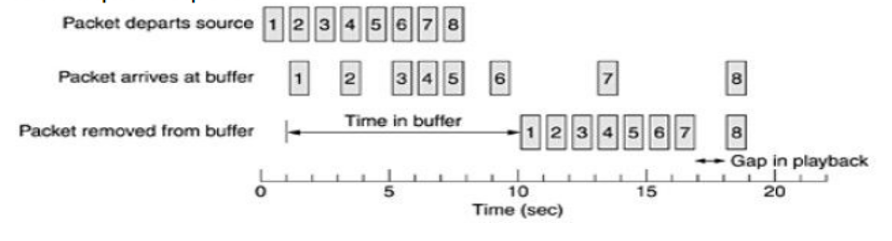 Packet departs source 1 2 3 4 5 6 7 8
Packet arrives at buffer 1 2 3 4 5 6 7 8
Packet removed from buffer Time in buffer 1 2 3 4 5 6 7 8
Gap in playback
0 5 10 15 20
Time (sec)